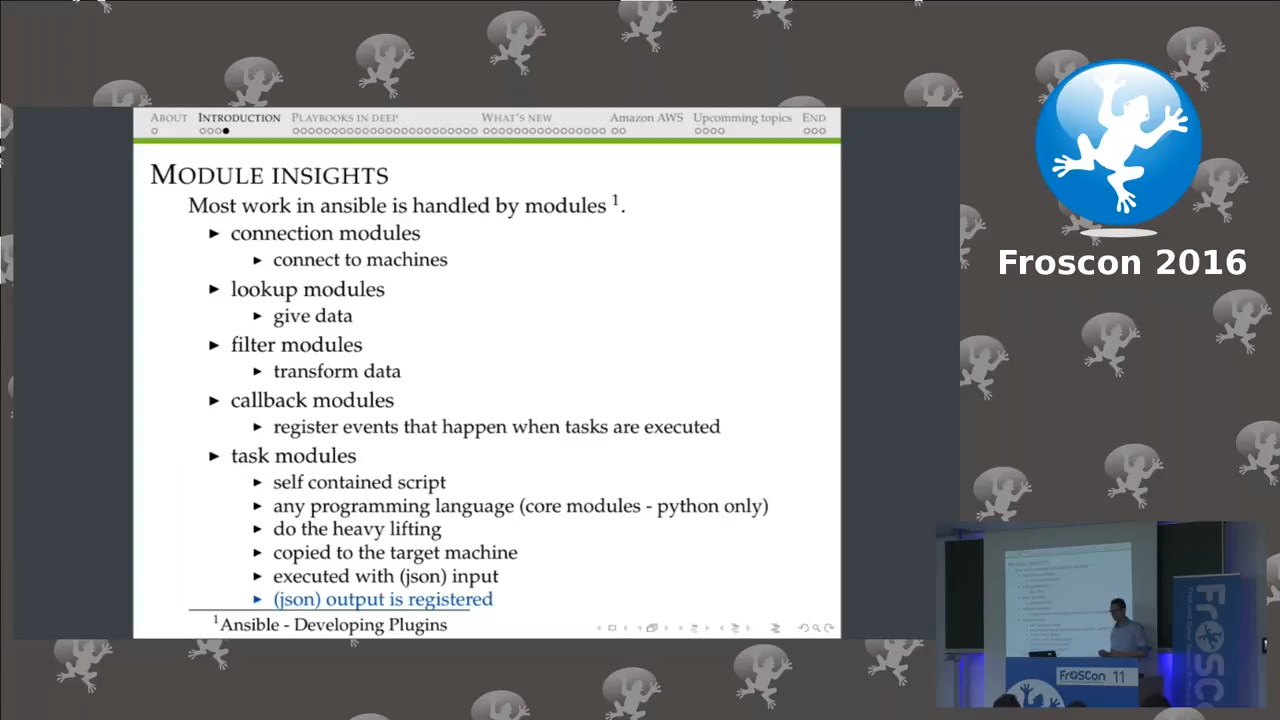 ABOUT INTRODUCTION PLAYBOOKS IN DEEP WHAT'S NEW Amazon AWS Upcomming topics END
MODULE INSIGHTS
Most work in ansible is handled by modules 1.
▶ connection modules
▶ connect to machines
▶ lookup modules
▶ give data
▶ filter modules
▶ transform data
▶ callback modules
▶ register events that happen when tasks are executed
▶ task modules
▶ self contained script
▶ any programming language (core modules - python only)
▶ do the heavy lifting
▶ copied to the target machine
▶ executed with (json) input
▶ (json) output is registered
1Ansible - Developing Plugins
Froscon 2016
FrOSCon 11
FrOSCo